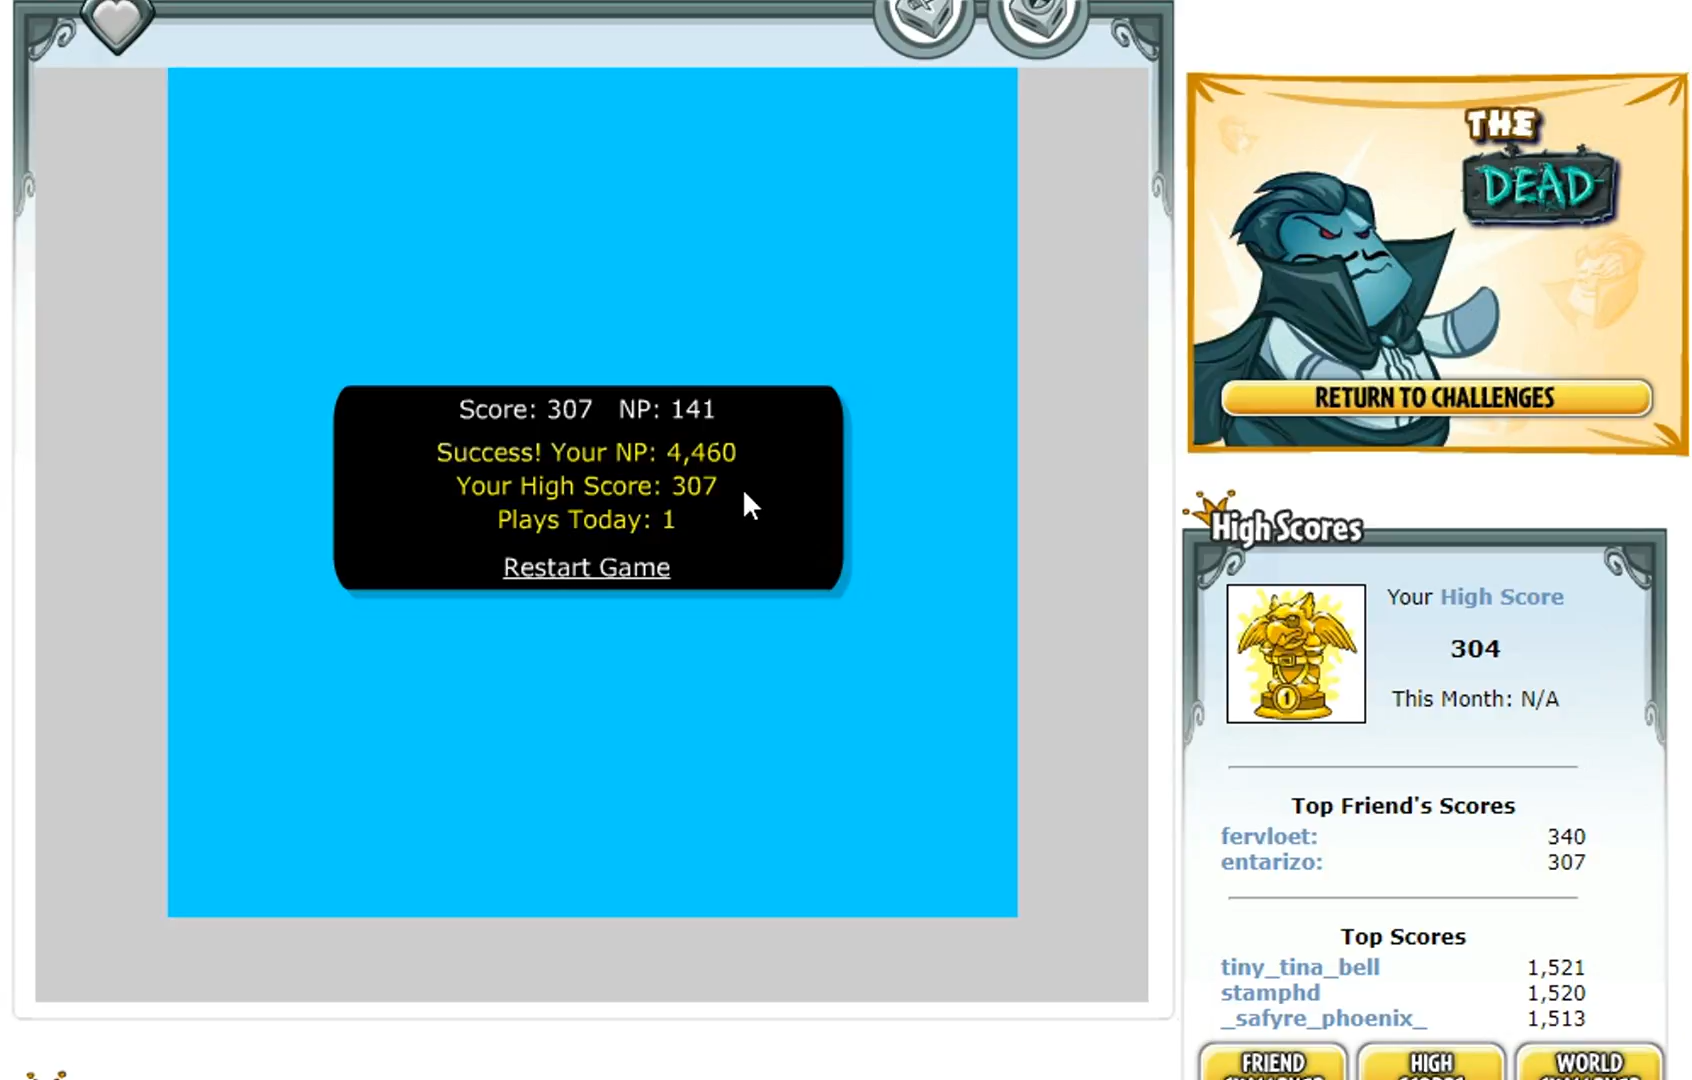 Score: 307 NP: 141
Success! Your NP: 4,460
Your High Score: 307
Plays Today: 1
Restart Game
THE
DEAD
RETURN TO CHALLENGES
High Scores
Your High Score
304
This Month: N/A
Top Friend's Scores
fervloet: 340
entarizo: 307
Top Scores
tiny_tina_bell 1,521
stamphd 1,520
_safyre_phoenix_ 1,513
FRIEND
HIGH
WORLD